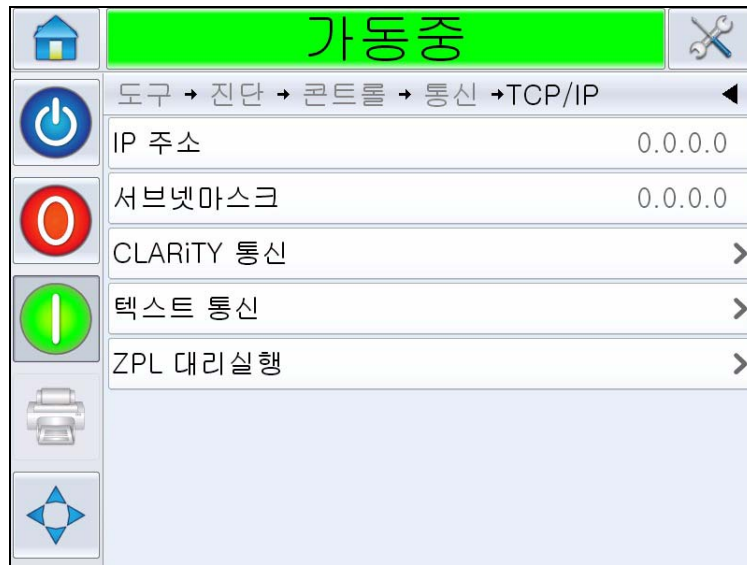 가동중
도구 → 진단 → 콘트롤 → 통신 →TCP/IP
IP 주소 0.0.0.0
서브넷마스크 0.0.0.0
CLARiTY 통신
텍스트 통신
ZPL 대리실행